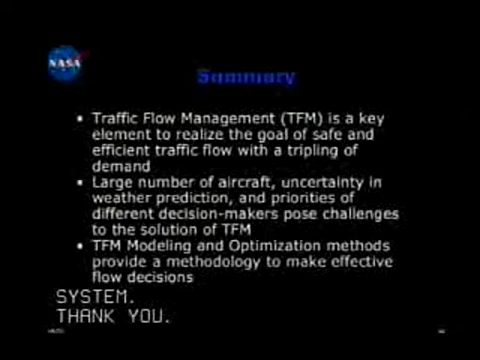 NASA
Summary
• Traffic Flow Management (TFM) is a key
element to realize the goal of safe and
efficient traffic flow with a tripling of
demand
• Large number of aircraft, uncertainty in
weather prediction, and priorities of
different decision-makers pose challenges
to the solution of TFM
• TFM Modeling and Optimization methods
provide a methodology to make effective
flow decisions
SYSTEM.
THANK YOU.